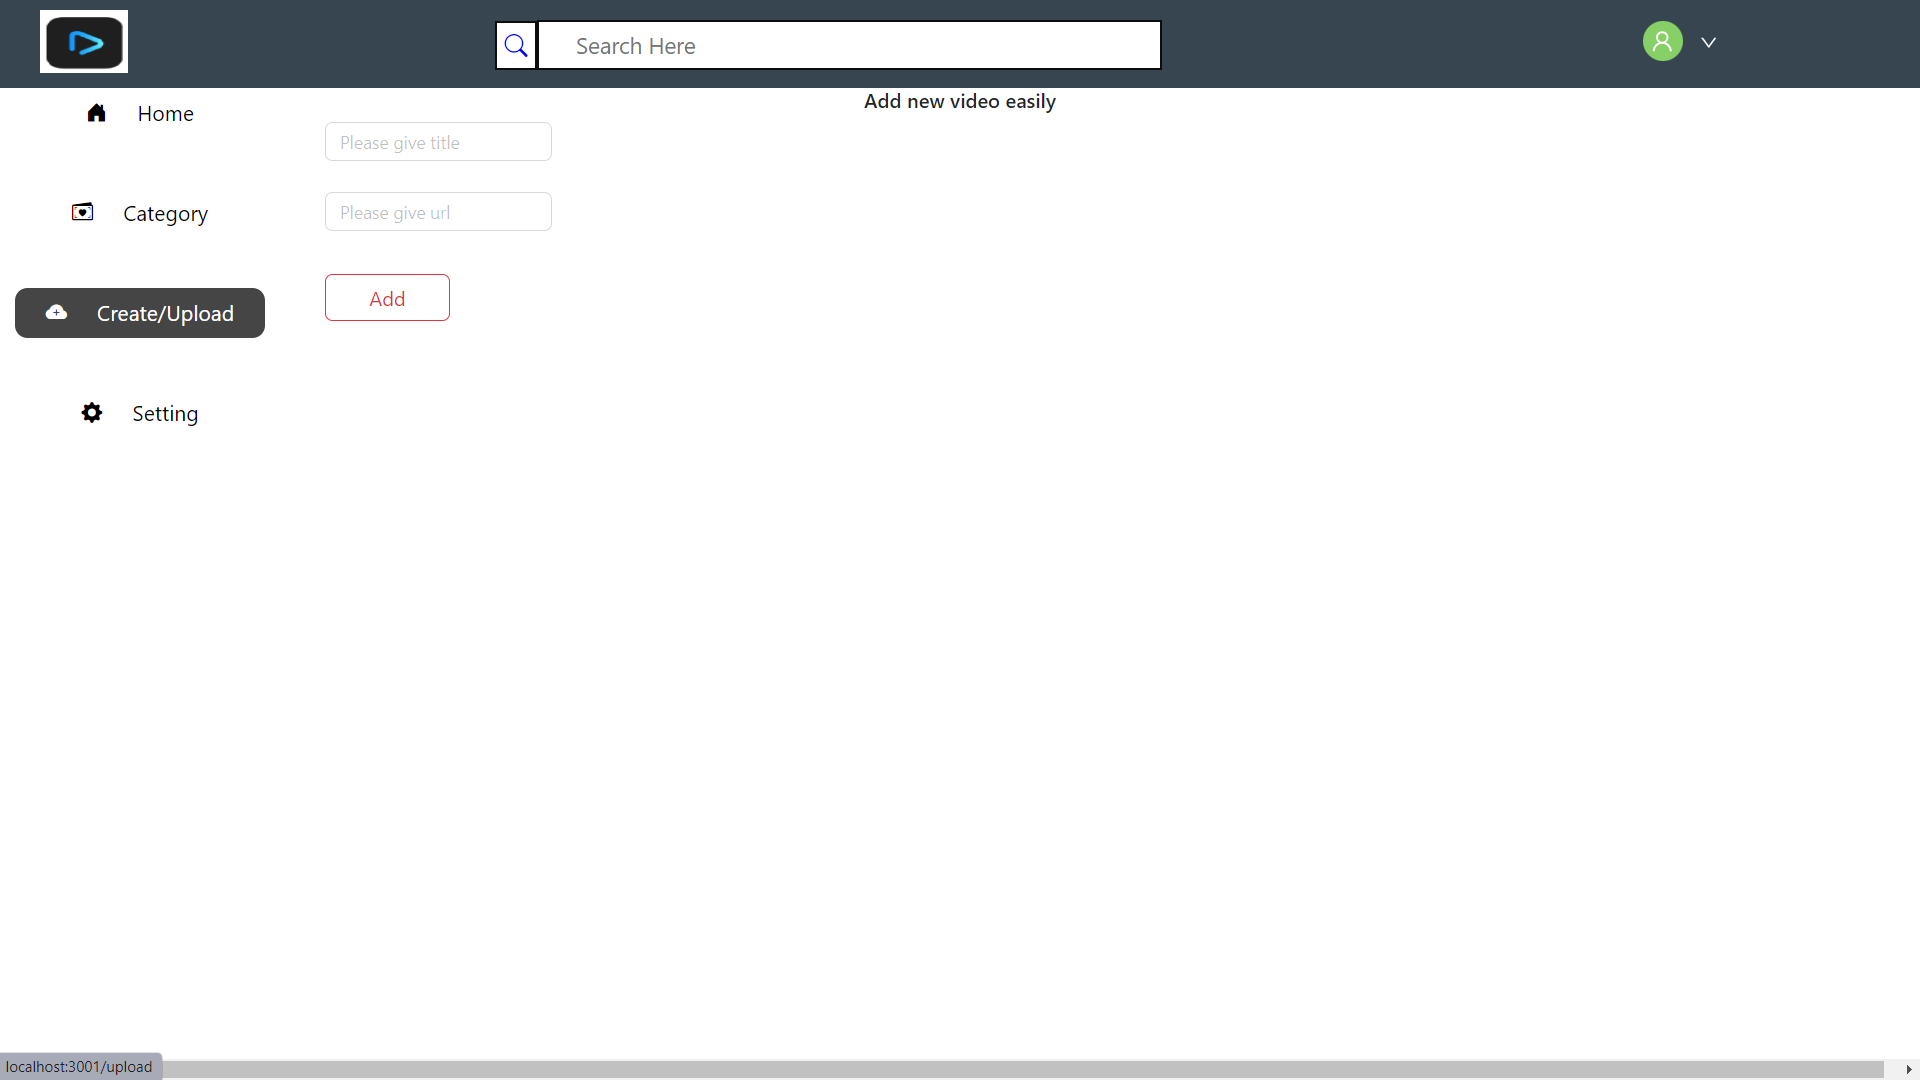 Search Here
Home
Category
Create/Upload
Setting
Add new video easily
Please give title
Please give url
Add
localhost:3001/upload